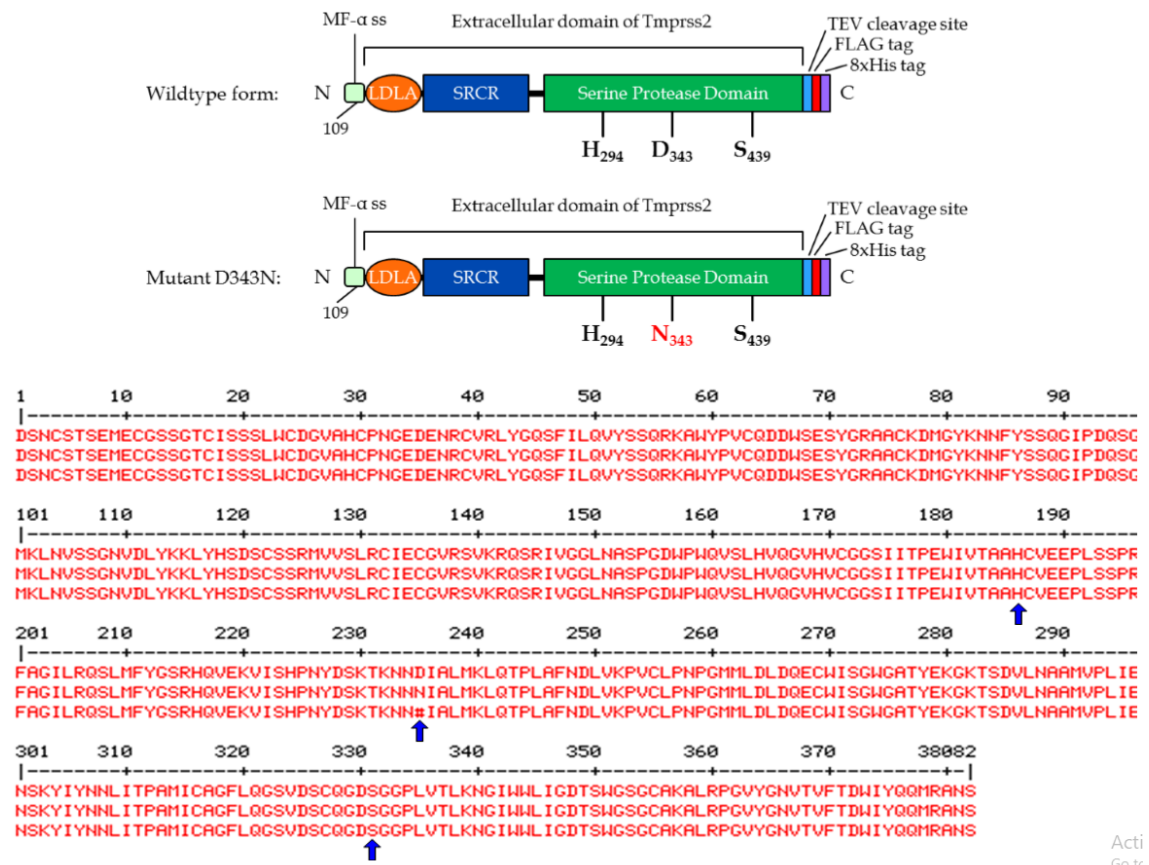 MF-α ss Extracellular domain of Tmprss2 TEV cleavage site
FLAG tag
8xHis tag
Wildtype form: N LDLA SRCR Serine Protease Domain C
109
H294 D343 S439
MF-α ss Extracellular domain of Tmprss2 TEV cleavage site
FLAG tag
8xHis tag
Mutant D343N: N LDLA SRCR Serine Protease Domain C
109
H294 N343 S439
1 10 20 30 40 50 60 70 80 90
|--------+---------+---------+---------+---------+---------+---------+---------+---------+------
DSNCSTSEMECGSSGTCISSSLWCDGVAHCPNGEDENRCVRLYGQSFILQVYSSQRKAWYPVCQDDWSESYGRAACKDMGYKNNFYSSQGIPDQSG
DSNCSTSEMECGSSGTCISSSLWCDGVAHCPNGEDENRCVRLYGQSFILQVYSSQRKAWYPVCQDDWSESYGRAACKDMGYKNNFYSSQGIPDQSG
DSNCSTSEMECGSSGTCISSSLWCDGVAHCPNGEDENRCVRLYGQSFILQVYSSQRKAWYPVCQDDWSESYGRAACKDMGYKNNFYSSQGIPDQSG
101 110 120 130 140 150 160 170 180 190
|--------+---------+---------+---------+---------+---------+---------+---------+---------+------
MKLNVSSGNVDLYKKLYHSDSCSSRMVVSLRCIECGVRSVKRQSRIVGGLNASPGDWPWQVSLHVQGVHVCGGSIITPEWIVTAAHCVEEPLSSPR
MKLNVSSGNVDLYKKLYHSDSCSSRMVVSLRCIECGVRSVKRQSRIVGGLNASPGDWPWQVSLHVQGVHVCGGSIITPEWIVTAAHCVEEPLSSPR
MKLNVSSGNVDLYKKLYHSDSCSSRMVVSLRCIECGVRSVKRQSRIVGGLNASPGDWPWQVSLHVQGVHVCGGSIITPEWIVTAAHCVEEPLSSPR
201 210 220 230 240 250 260 270 280 290
|--------+---------+---------+---------+---------+---------+---------+---------+---------+------
FAGILRQSLMFYGSRHQVEKVISHPNYDSKTKNNDIALMKLQTPLAFNDLVKPVCLPNPGMMLDLDQECWISGWGATYEKGKTSDVLNAAMVPLIE
FAGILRQSLMFYGSRHQVEKVISHPNYDSKTKNNNIALMKLQTPLAFNDLVKPVCLPNPGMMLDLDQECWISGWGATYEKGKTSDVLNAAMVPLIE
FAGILRQSLMFYGSRHQVEKVISHPNYDSKTKNN#IALMKLQTPLAFNDLVKPVCLPNPGMMLDLDQECWISGWGATYEKGKTSDVLNAAMVPLIE
301 310 320 330 340 350 360 370 38082
|--------+---------+---------+---------+---------+---------+---------+---------+-|
NSKYIYNNLITPAMICAGFLQGSVDSCQGDSGGPLVTLKNGIWWLIGDTSWGSGCAKALRPGVYGNVTVFTDWIYQQMRANS
NSKYIYNNLITPAMICAGFLQGSVDSCQGDSGGPLVTLKNGIWWLIGDTSWGSGCAKALRPGVYGNVTVFTDWIYQQMRANS
NSKYIYNNLITPAMICAGFLQGSVDSCQGDSGGPLVTLKNGIWWLIGDTSWGSGCAKALRPGVYGNVTVFTDWIYQQMRANS
Acti